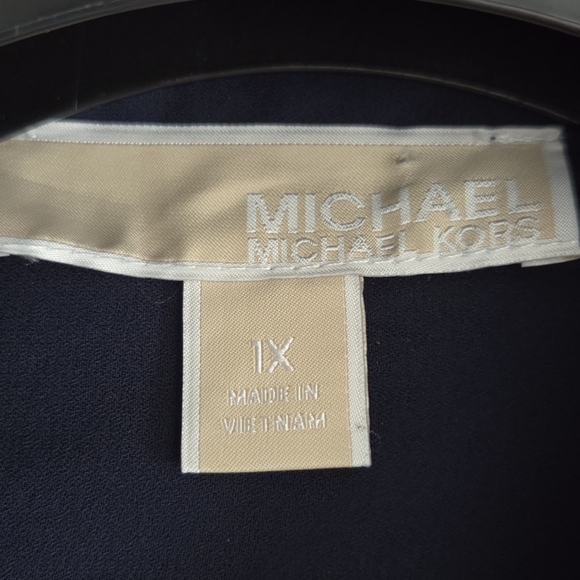 MICHAEL
MICHAEL KORS
1X
MADE IN
VIETNAM